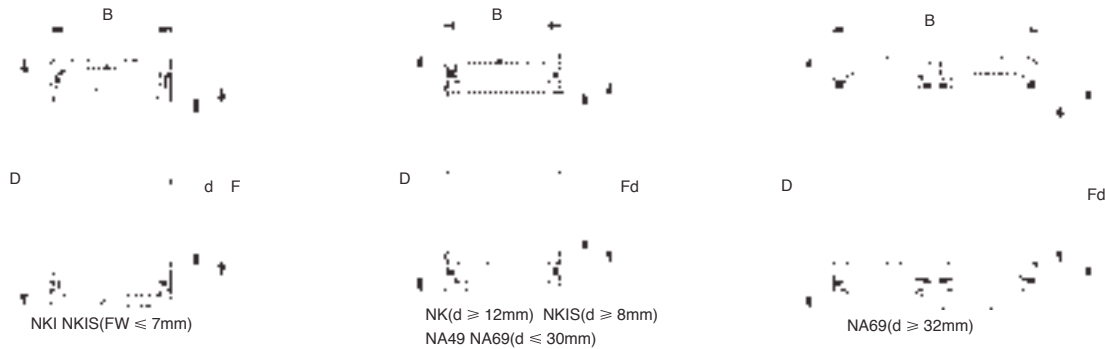 B
B
B
D
d F
D
Fd
D
Fd
NKI NKIS(FW ≤ 7mm)
NK(d ≥ 12mm) NKIS(d ≥ 8mm)
NA49 NA69(d ≤ 30mm)
NA69(d ≥ 32mm)